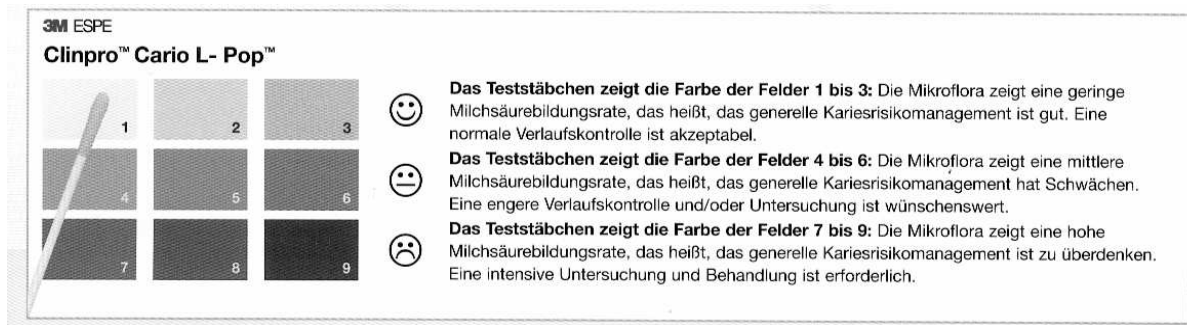 3M ESPE
Clinpro™ Cario L- Pop™
1
2
3
4
5
6
7
8
9
Das Teststäbchen zeigt die Farbe der Felder 1 bis 3: Die Mikroflora zeigt eine geringe
Milchsäurebildungsrate, das heißt, das generelle Kariesrisikomanagement ist gut. Eine
normale Verlaufskontrolle ist akzeptabel.
Das Teststäbchen zeigt die Farbe der Felder 4 bis 6: Die Mikroflora zeigt eine mittlere
Milchsäurebildungsrate, das heißt, das generelle Kariesrisikomanagement hat Schwächen.
Eine engere Verlaufskontrolle und/oder Untersuchung ist wünschenswert.
Das Teststäbchen zeigt die Farbe der Felder 7 bis 9: Die Mikroflora zeigt eine hohe
Milchsäurebildungsrate, das heißt, das generelle Kariesrisikomanagement ist zu überdenken.
Eine intensive Untersuchung und Behandlung ist erforderlich.